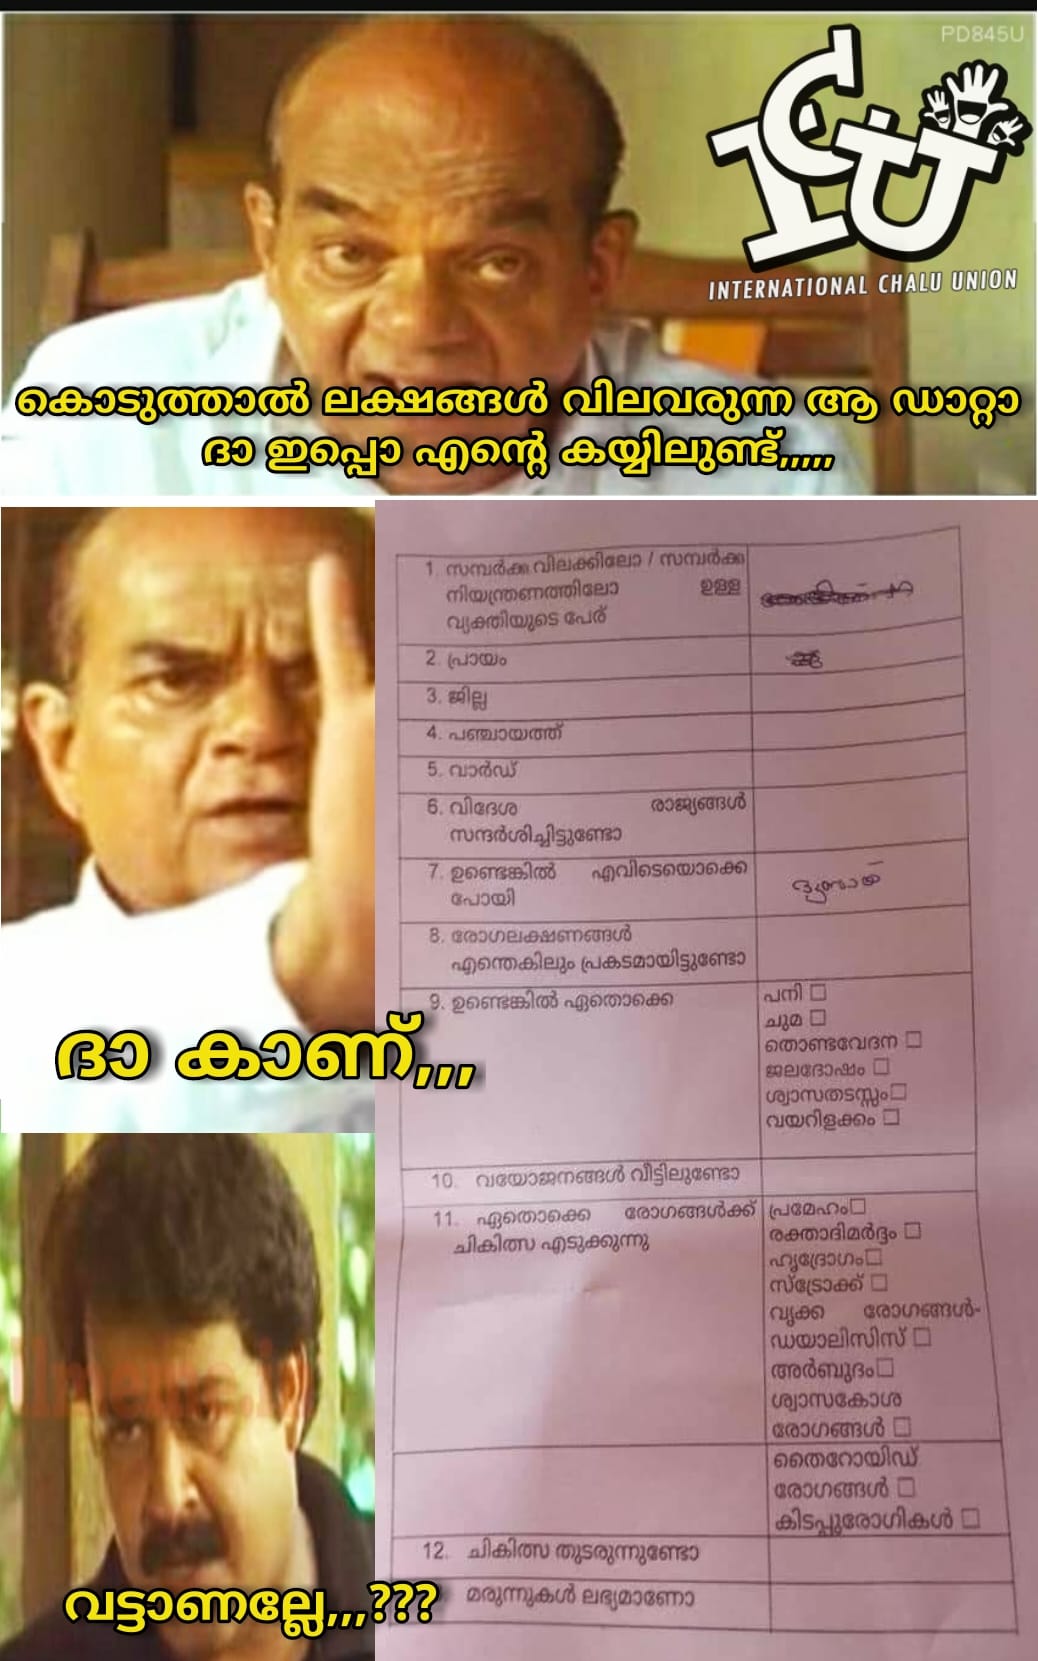 PD845U
ICU
INTERNATIONAL CHALU UNION
കൊടുത്താൽ ലക്ഷങ്ങൾ വിലവരുന്ന ആ ഡാറ്റാ
ദാ ഇപ്പൊ എന്റെ കയ്യിലുണ്ട്,,,,,
1. സമ്പർക്ക വിലക്കിലോ / സമ്പർക്ക
നിയന്ത്രണത്തിലോ ഉള്ള
വ്യക്തിയുടെ പേര്
2. പ്രായം
3. ജില്ല
4. പഞ്ചായത്ത്
5. വാർഡ്
6. വിദേശ രാജ്യങ്ങൾ
സന്ദർശിച്ചിട്ടുണ്ടോ
7. ഉണ്ടെങ്കിൽ എവിടെയൊക്കെ
പോയി
ദുബായ്
8. രോഗലക്ഷണങ്ങൾ
എന്തെകിലും പ്രകടമായിട്ടുണ്ടോ
9. ഉണ്ടെങ്കിൽ ഏതൊക്കെ
പനി
ചുമ
തൊണ്ടവേദന
ജലദോഷം
ശ്വാസതടസ്സം
വയറിളക്കം
ദാ കാണ്,,,
10. വയോജനങ്ങൾ വീട്ടിലുണ്ടോ
11. ഏതൊക്കെ രോഗങ്ങൾക്ക്
ചികിത്സ എടുക്കുന്നു
പ്രമേഹം
രക്താദിമർദ്ദം
ഹൃദ്രോഗം
സ്ട്രോക്ക്
വൃക്ക രോഗങ്ങൾ-
ഡയാലിസിസ്
അർബുദം
ശ്വാസകോശ
രോഗങ്ങൾ
തൈറോയിഡ്
രോഗങ്ങൾ
കിടപ്പുരോഗികൾ
12. ചികിത്സ തുടരുന്നുണ്ടോ
മരുന്നുകൾ ലഭ്യമാണോ
വട്ടാണല്ലേ,,,???